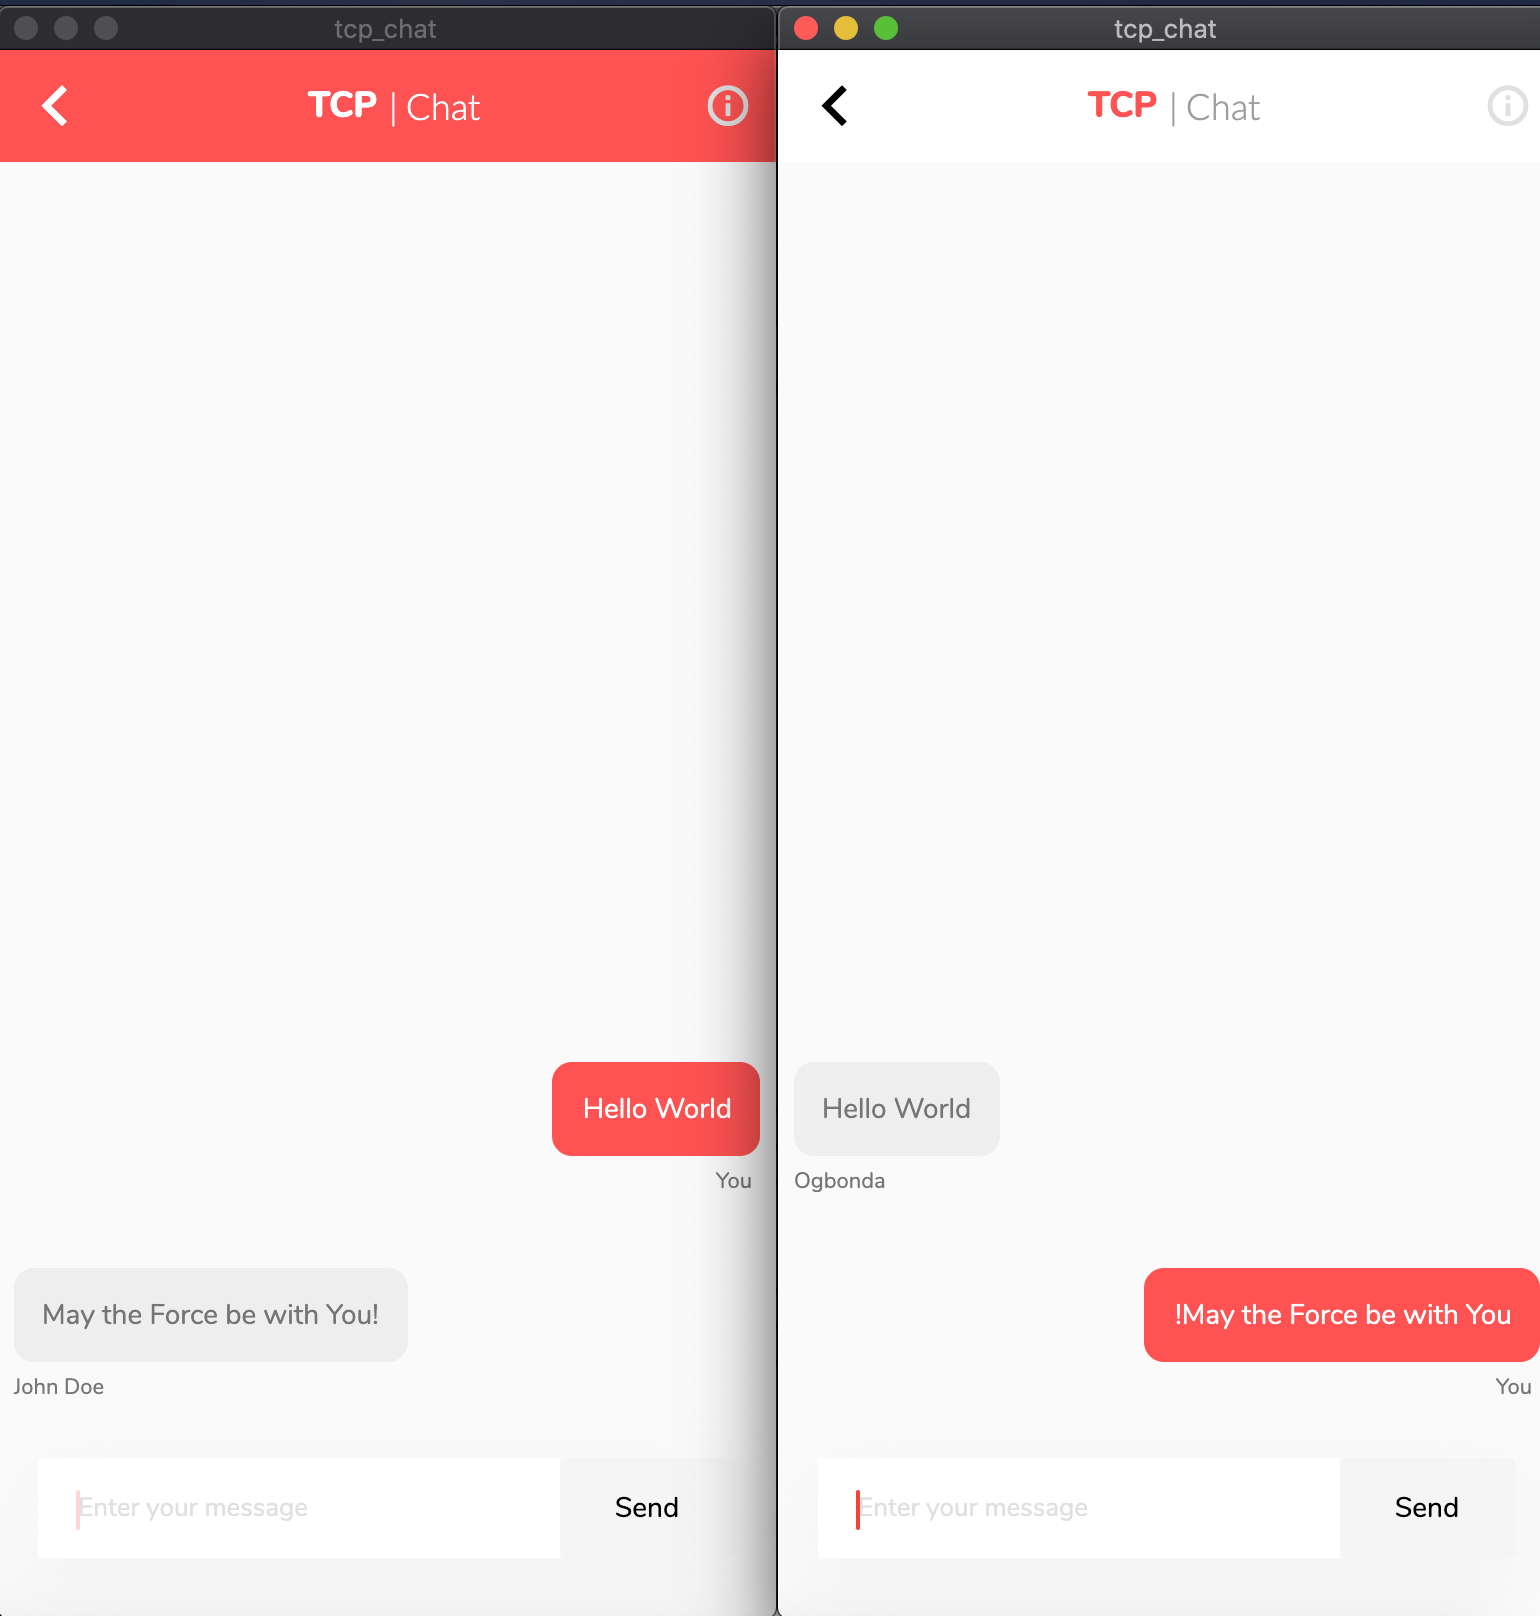 tcp_chat
TCP | Chat
Hello World
You
May the Force be with You!
John Doe
Enter your message
Send
tcp_chat
TCP | Chat
Hello World
Ogbonda
!May the Force be with You
You
Enter your message
Send